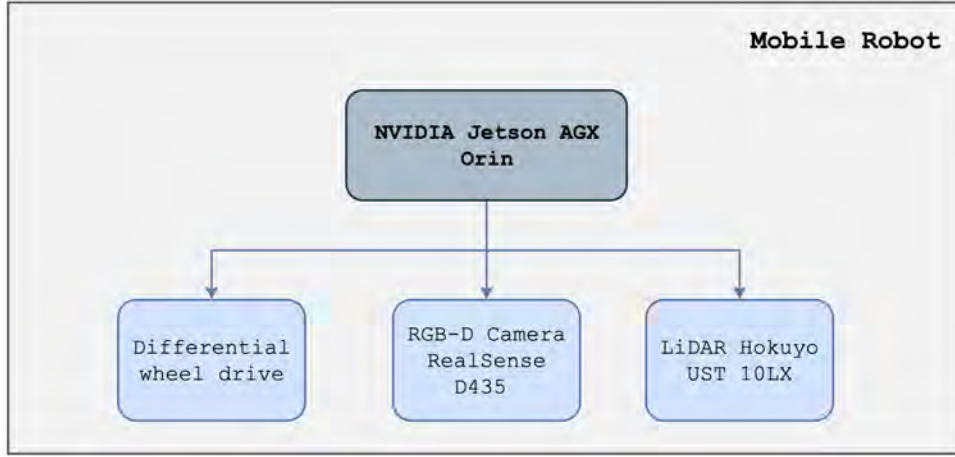 Mobile Robot
NVIDIA Jetson AGX
Orin
Differential
wheel drive
RGB-D Camera
RealSense
D435
LiDAR Hokuyo
UST 10LX